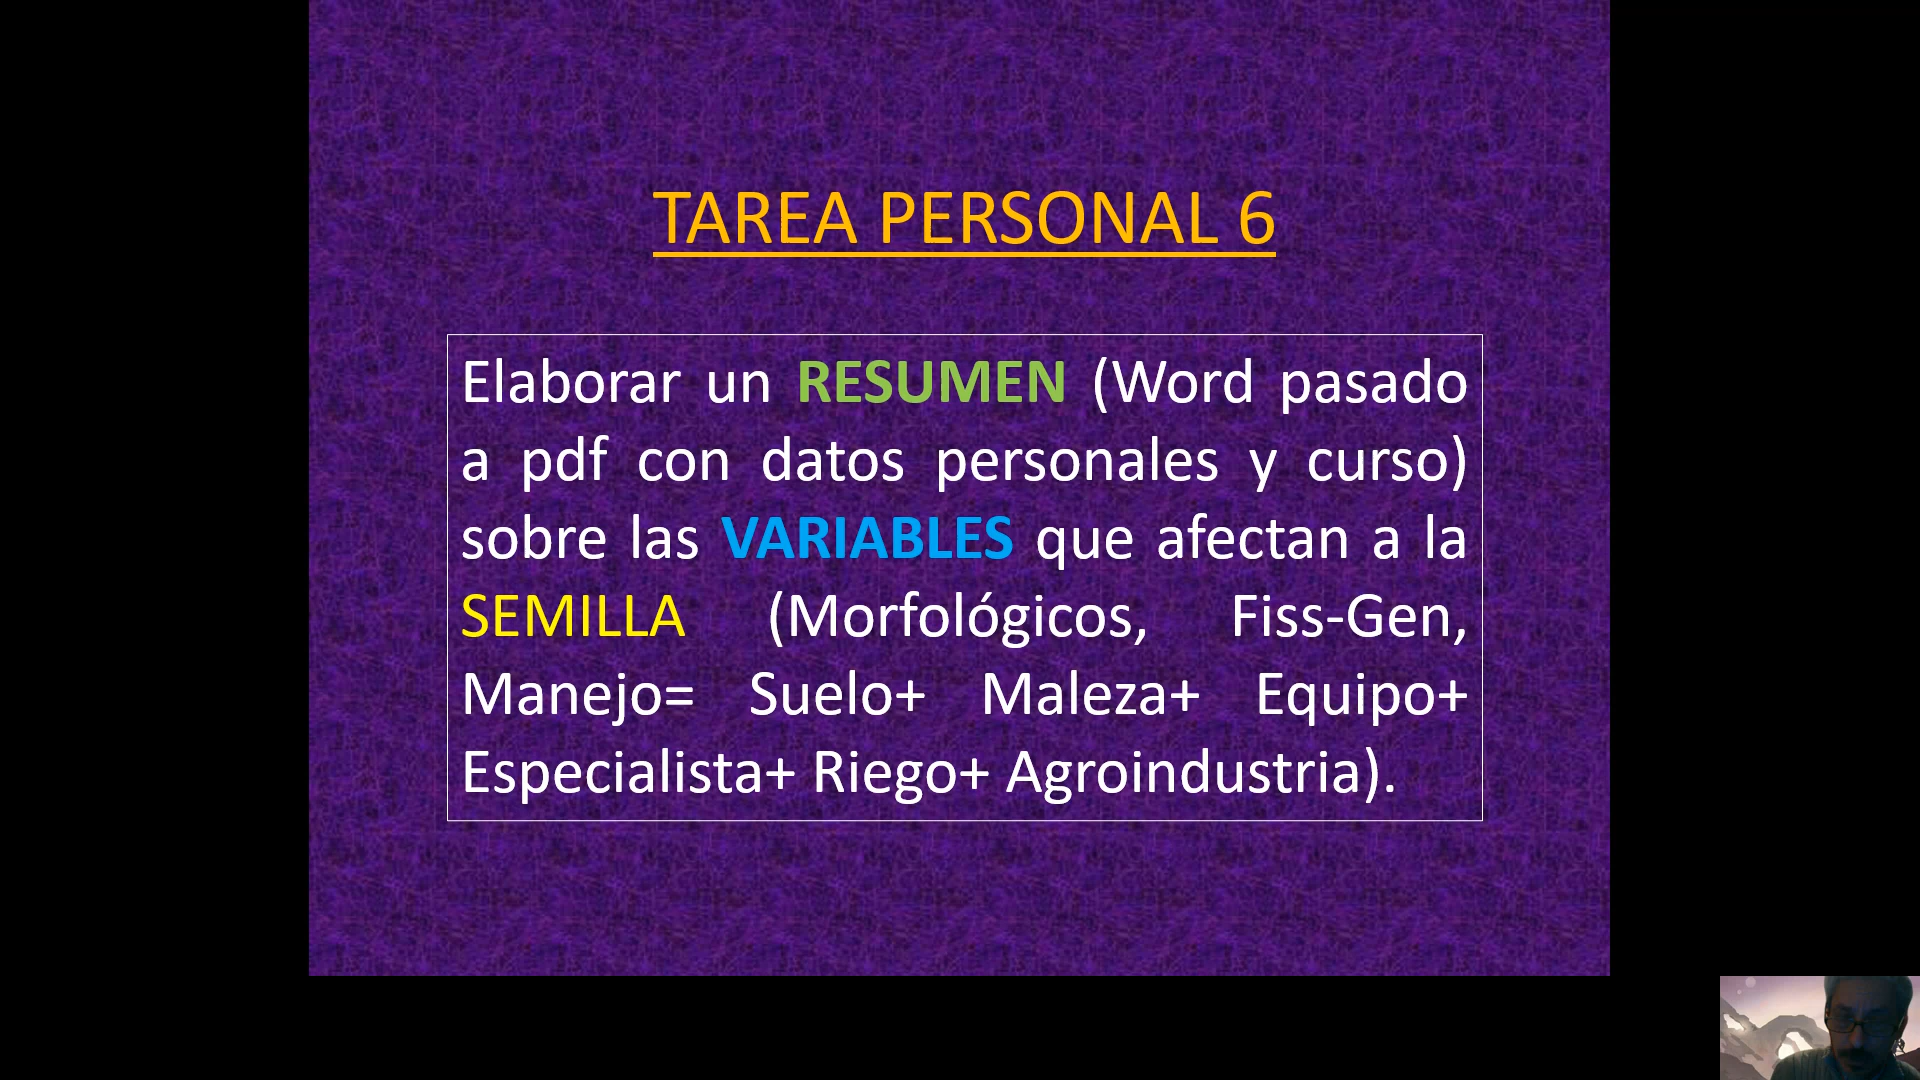 TAREA PERSONAL 6
Elaborar un RESUMEN (Word pasado
a pdf con datos personales y curso)
sobre las VARIABLES que afectan a la
SEMILLA (Morfológicos, Fiss-Gen,
Manejo= Suelo+ Maleza+ Equipo+
Especialista+ Riego+ Agroindustria).